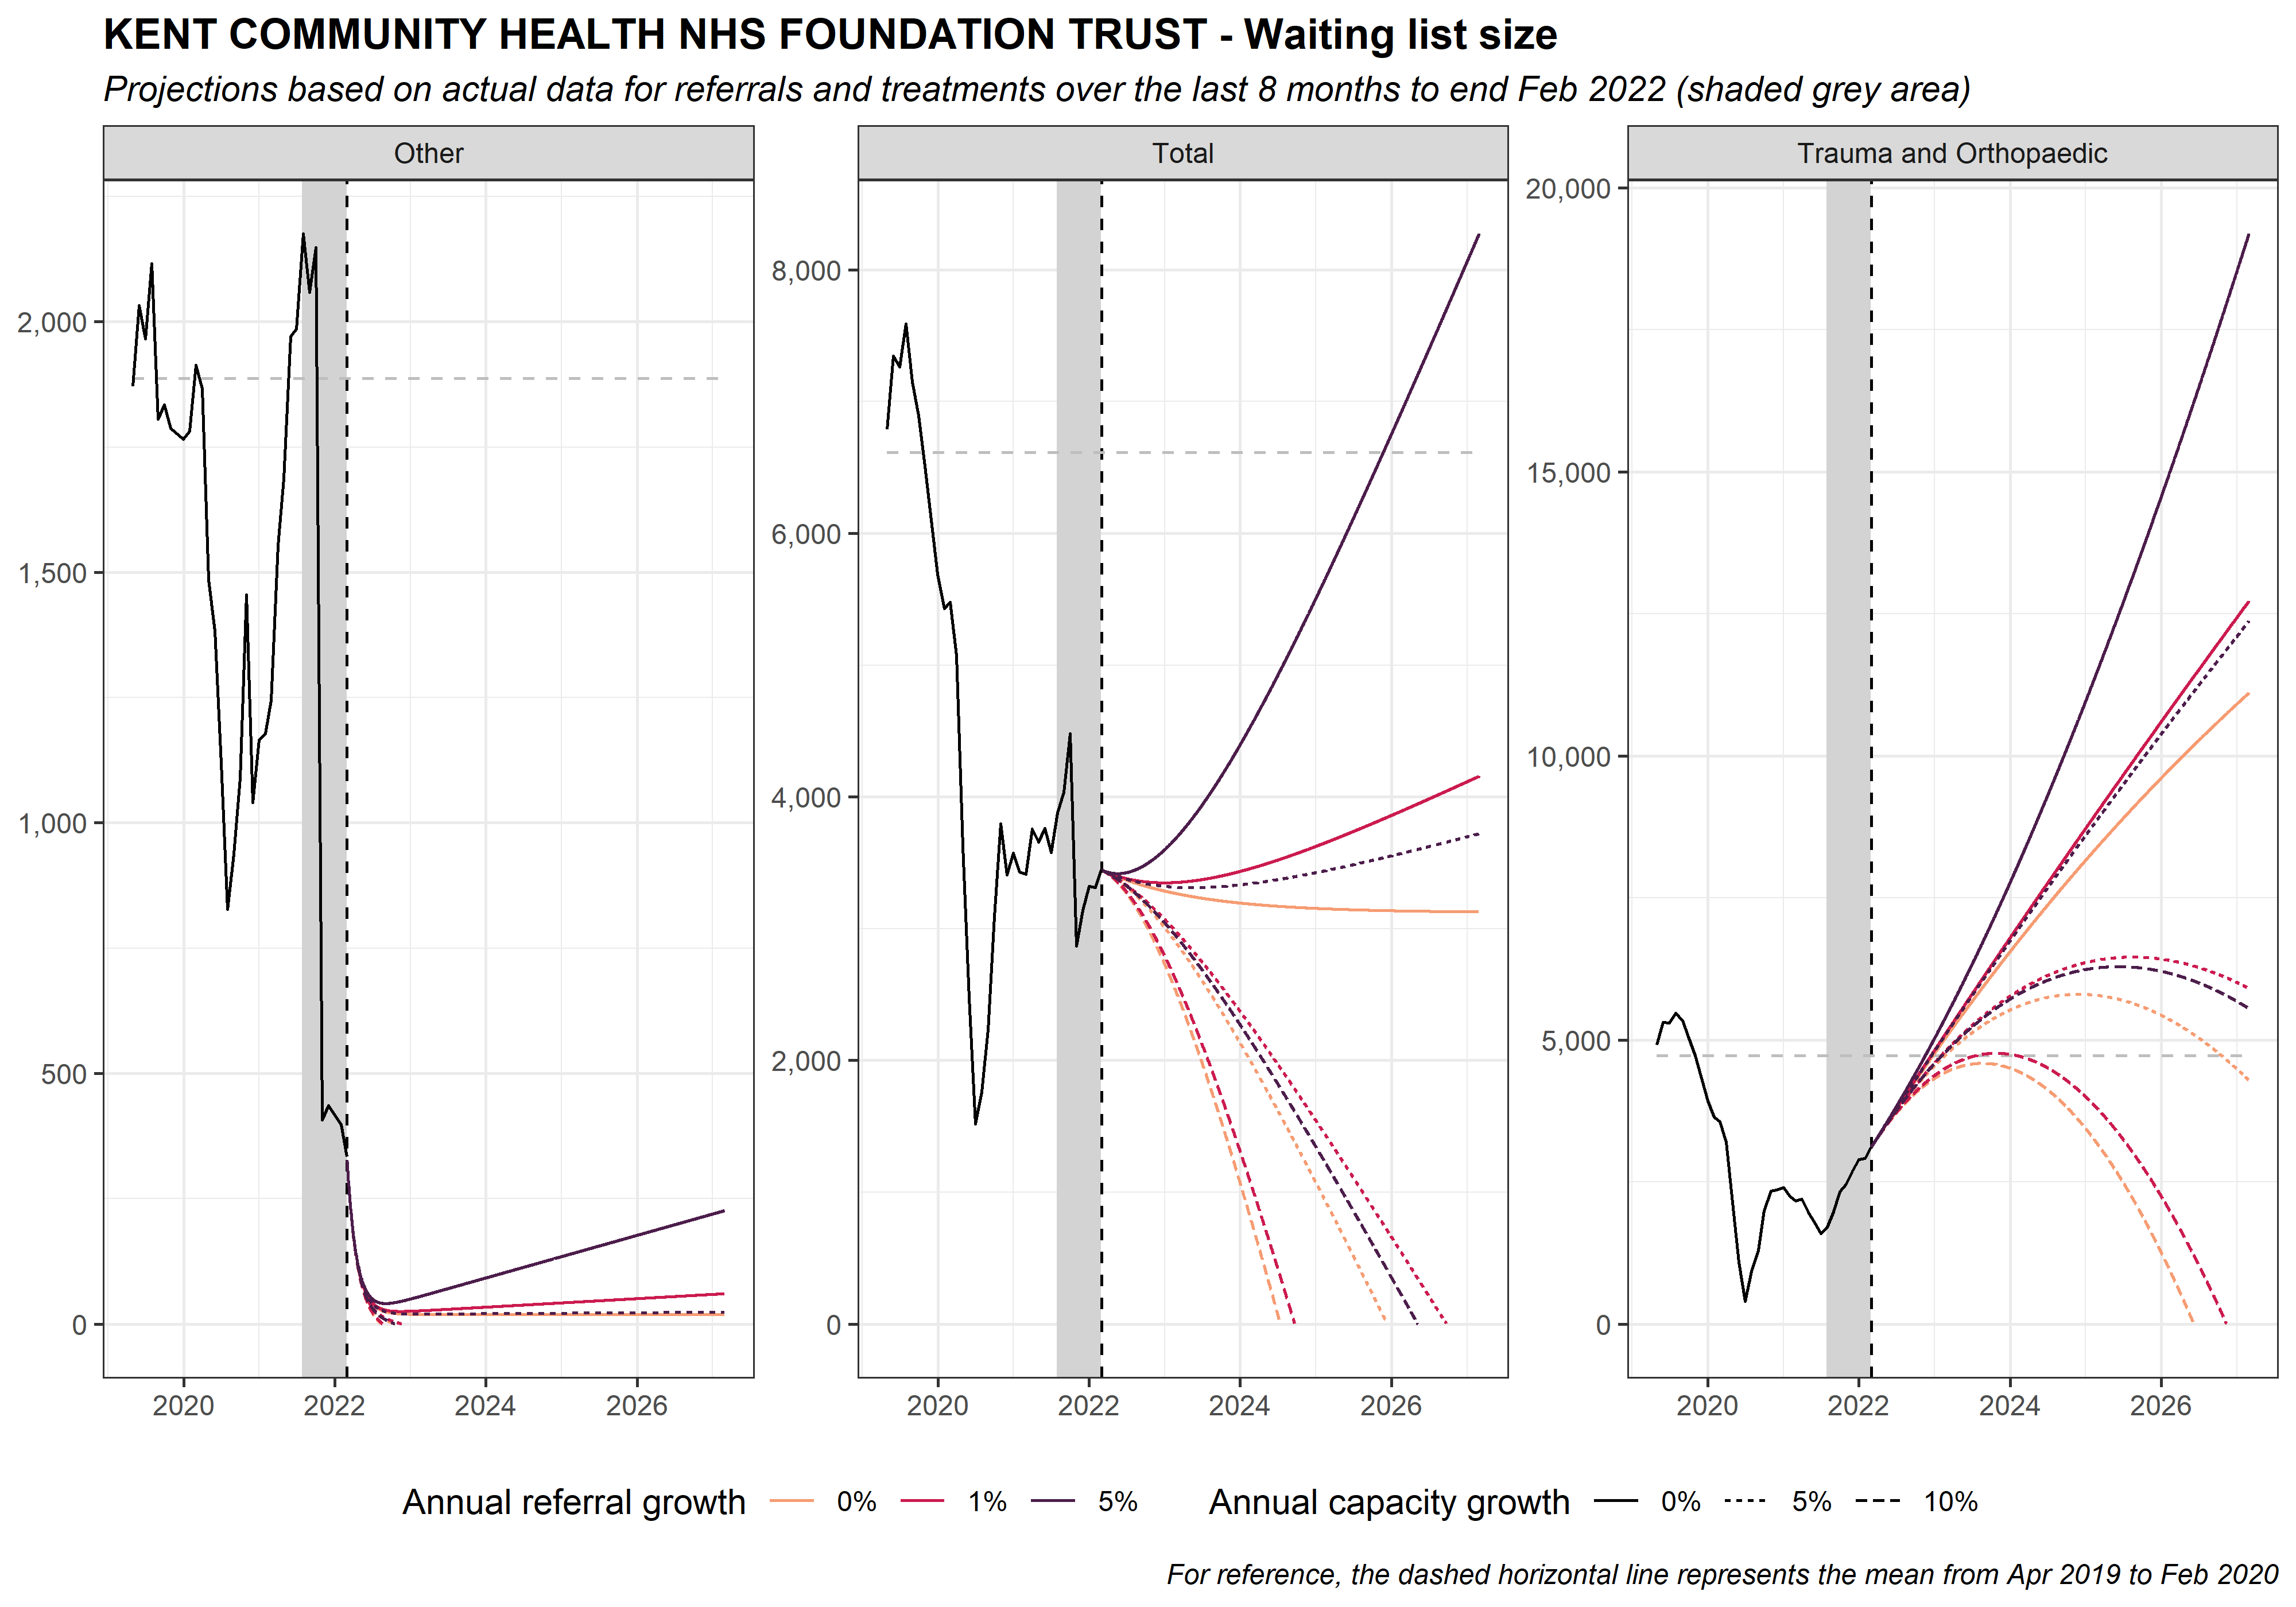 KENT COMMUNITY HEALTH NHS FOUNDATION TRUST - Waiting list size
Projections based on actual data for referrals and treatments over the last 8 months to end Feb 2022 (shaded grey area)
Other
2,000
1,500
1,000
500
0
2020 2022 2024 2026
Total
8,000
6,000
4,000
2,000
0
2020 2022 2024 2026
Trauma and Orthopaedic
20,000
15,000
10,000
5,000
0
2020 2022 2024 2026
Annual referral growth 0% 1% 5% Annual capacity growth 0% 5% 10%
For reference, the dashed horizontal line represents the mean from Apr 2019 to Feb 2020